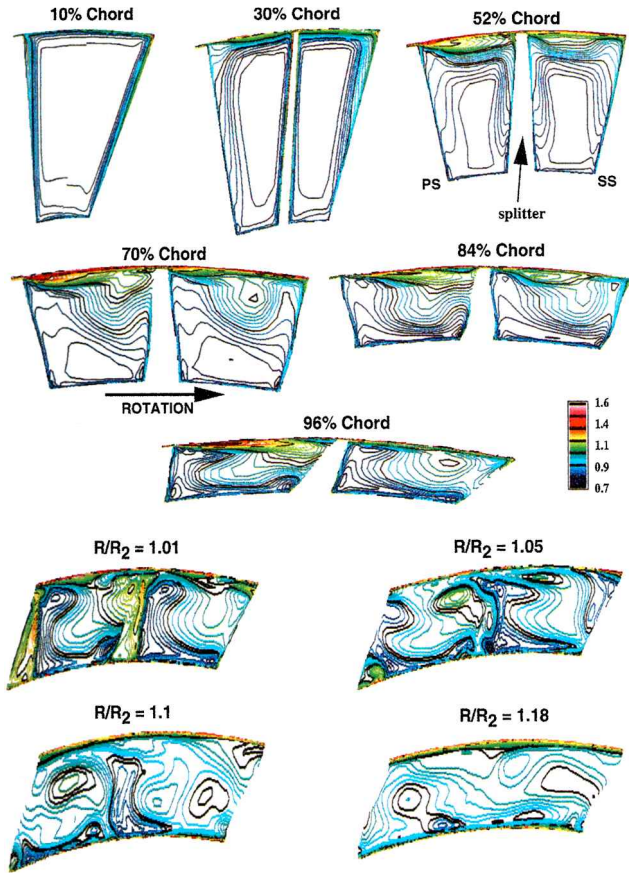 10% Chord
30% Chord
52% Chord
PS
SS
splitter
70% Chord
84% Chord
ROTATION
96% Chord
1.6
1.4
1.1
0.9
0.7
R/R2 = 1.01
R/R2 = 1.05
R/R2 = 1.1
R/R2 = 1.18